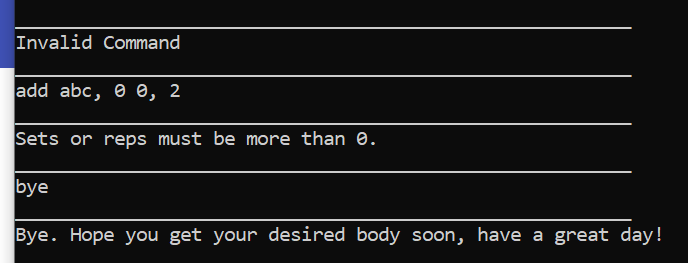 Invalid Command
add abc, 0 0, 2
Sets or reps must be more than 0.
bye
Bye. Hope you get your desired body soon, have a great day!